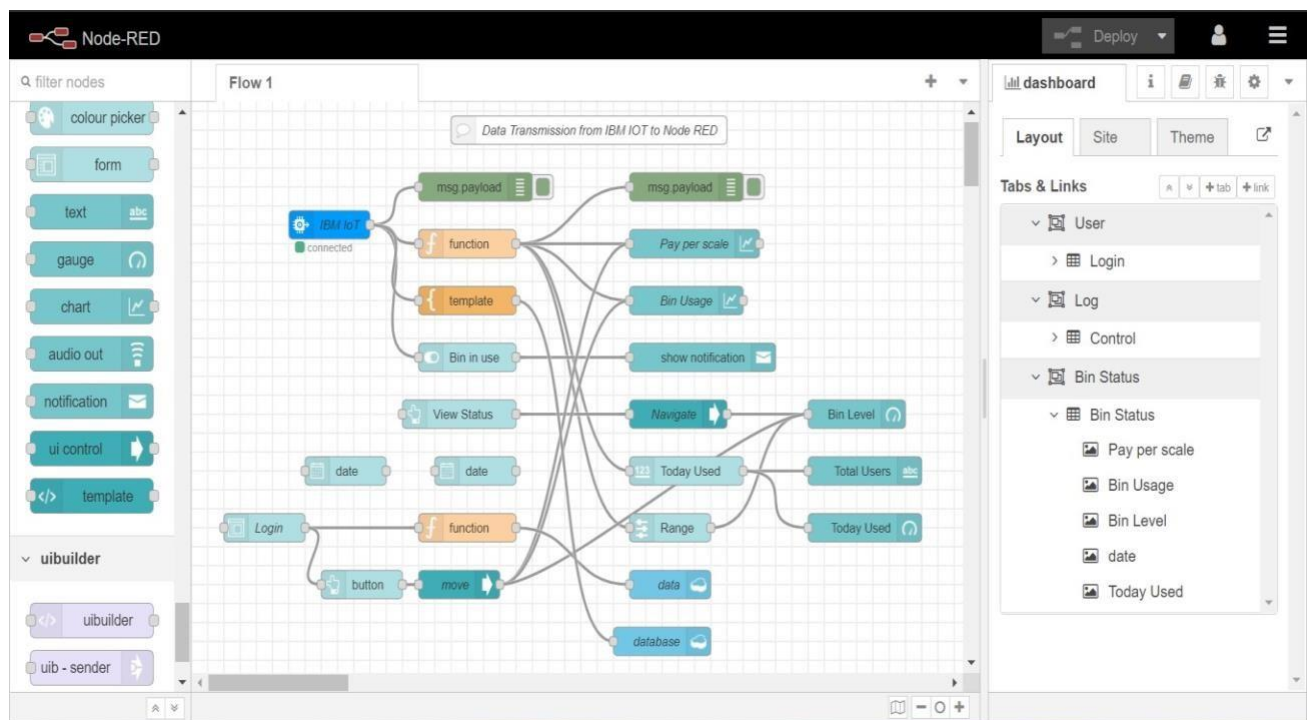 Node-RED
Deploy
filter nodes
colour picker
form
text
abc
gauge
chart
audio out
notification
ui control
</> template
uibuilder
</> uibuilder
uib - sender
Flow 1
Data Transmission from IBM IOT to Node RED
msg.payload
msg.payload
IBM IoT
connected
f function
Pay per scale
{ template
Bin Usage
Bin in use
show notification
View Status
Navigate
Bin Level
date
date
123 Today Used
Total Users abc
Login
f function
Range
Today Used
button
move
data
database
dashboard
i
Layout
Site
Theme
Tabs & Links
+ tab
+ link
User
Login
Log
Control
Bin Status
Bin Status
Pay per scale
Bin Usage
Bin Level
date
Today Used